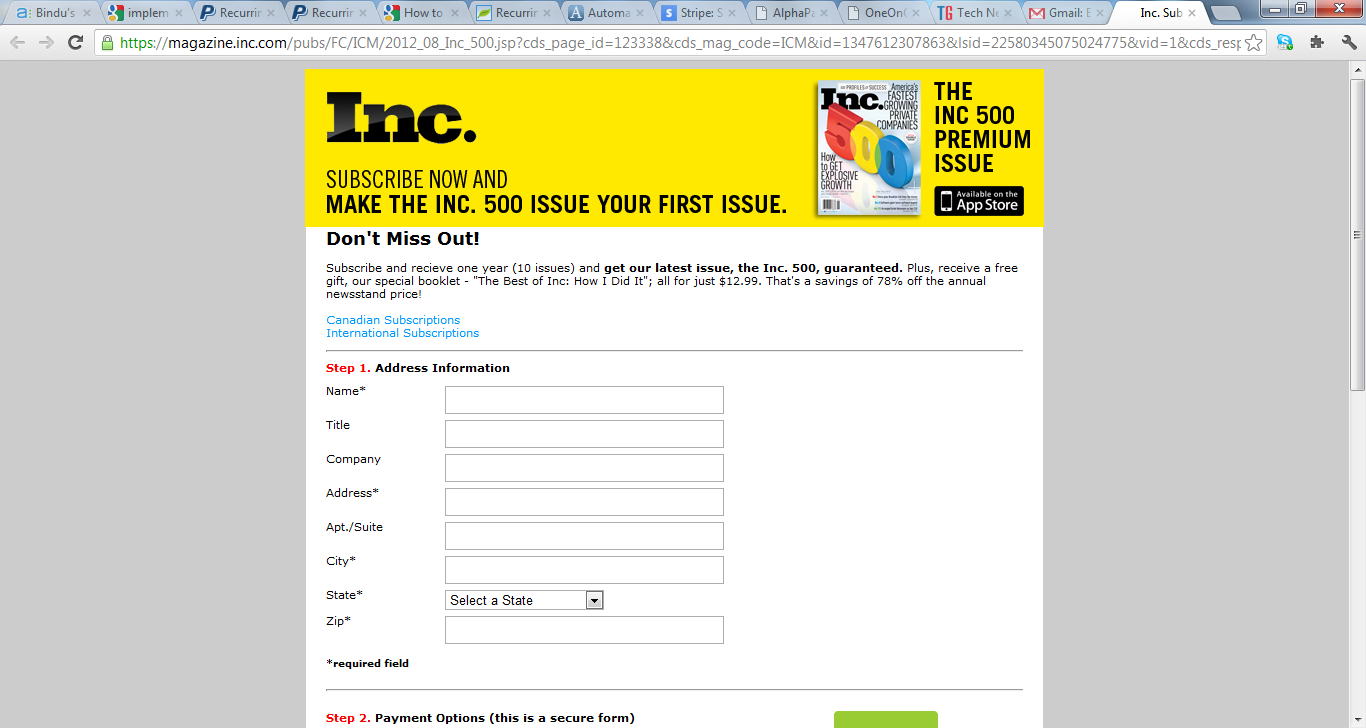 Bindu's
implem
Recurrin
Recurrin
How to
Recurrin
Automa
Stripe: S
AlphaPa
OneOnO
Tech Ne
Gmail: E
Inc. Sub
https://magazine.inc.com/pubs/FC/ICM/2012_08_Inc_500.jsp?cds_page_id=123338&cds_mag_code=ICM&id=1347612307863&lsid=22580345075024775&vid=1&cds_resp
Inc.
SUBSCRIBE NOW AND
MAKE THE INC. 500 ISSUE YOUR FIRST ISSUE.
America's
FASTEST
Inc. GROWING
PRIVATE
COMPANIES
500
How
to GET
EXPLOSIVE
GROWTH
THE
INC 500
PREMIUM
ISSUE
Available on the
App Store
Don't Miss Out!
Subscribe and recieve one year (10 issues) and get our latest issue, the Inc. 500, guaranteed. Plus, receive a free
gift, our special booklet - "The Best of Inc: How I Did It"; all for just $12.99. That's a savings of 78% off the annual
newsstand price!
Canadian Subscriptions
International Subscriptions
Step 1. Address Information
Name*
Title
Company
Address*
Apt./Suite
City*
State*
Select a State
Zip*
*required field
Step 2. Payment Options (this is a secure form)